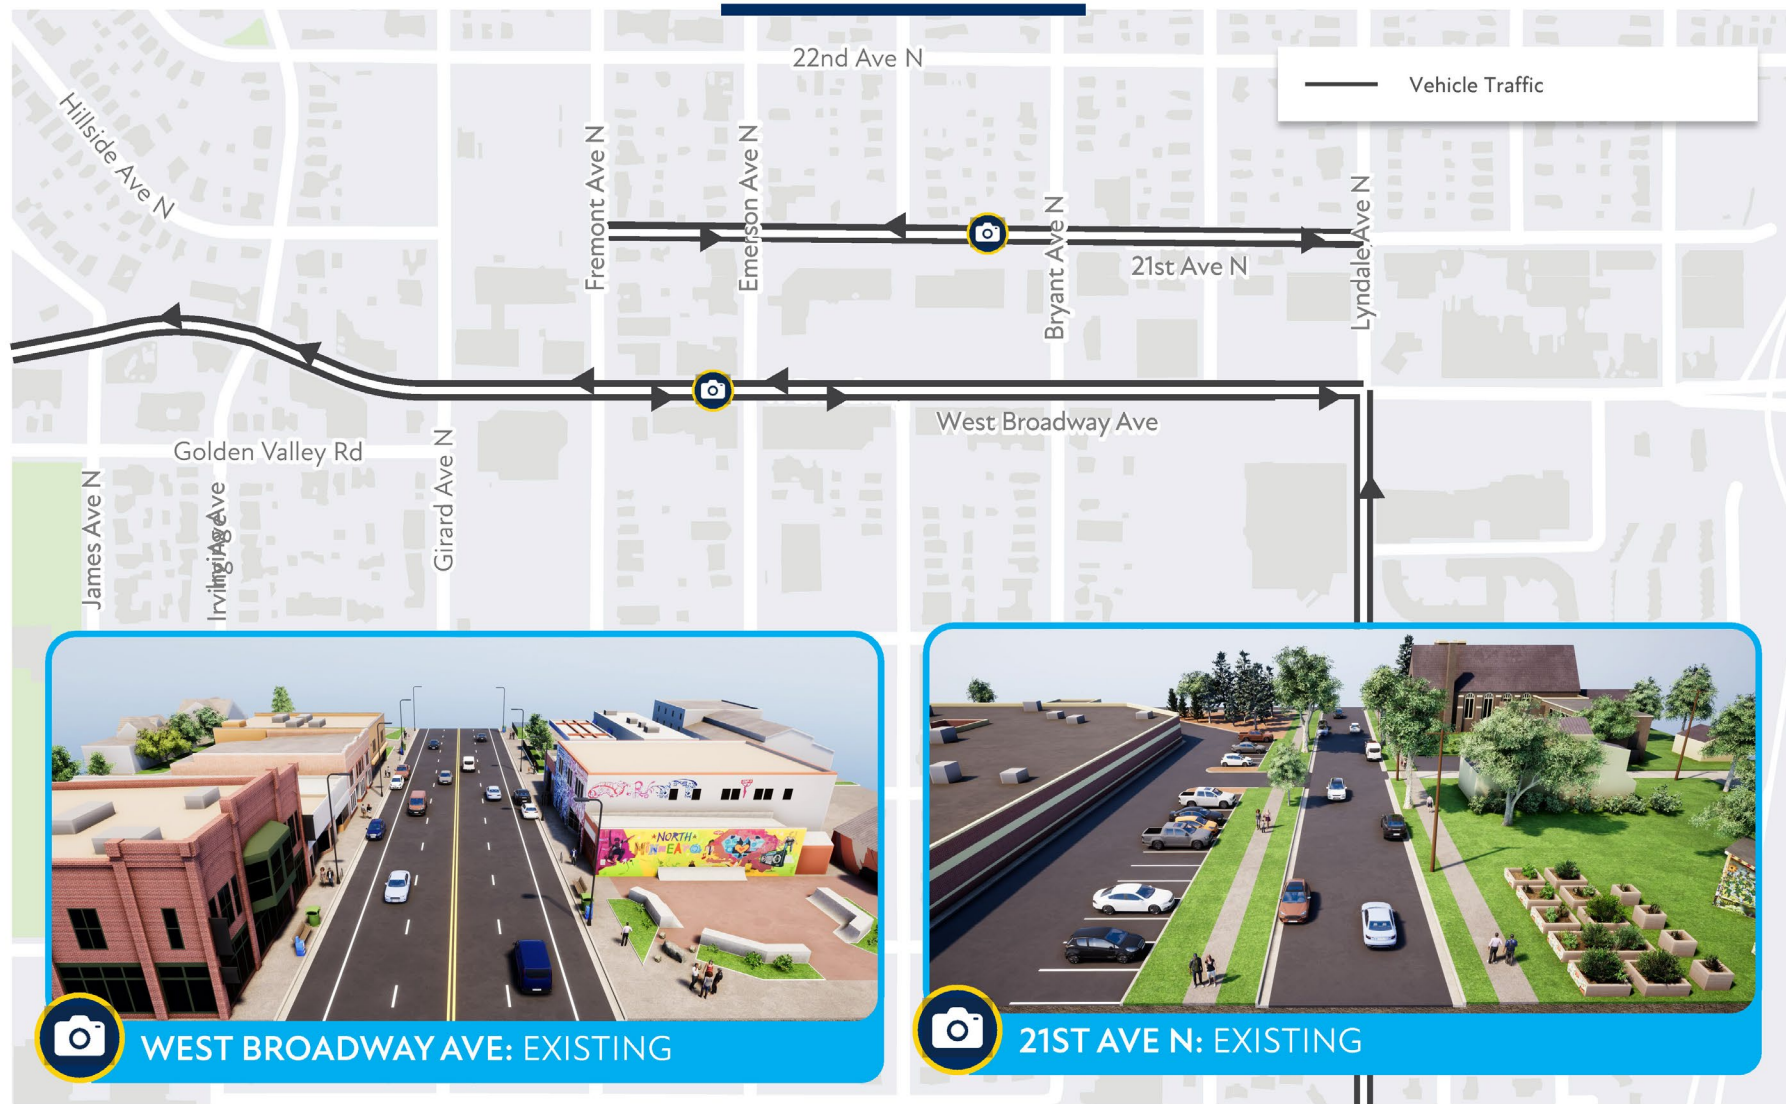 22nd Ave N
Vehicle Traffic
Hillside Ave N
Fremont Ave N
Emerson Ave N
Bryant Ave N
Lyndale Ave N
21st Ave N
West Broadway Ave
Golden Valley Rd
James Ave N
Girard Ave N
NORTH
WEST BROADWAY AVE: EXISTING
21ST AVE N: EXISTING